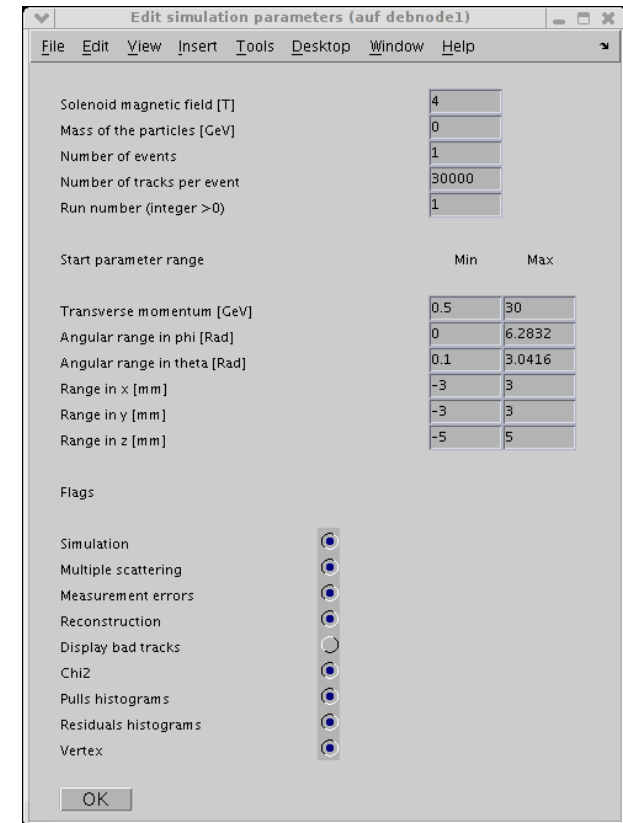 Edit simulation parameters (auf debnode1)
File Edit View Insert Tools Desktop Window Help
Solenoid magnetic field [T] 4
Mass of the particles [GeV] 0
Number of events 1
Number of tracks per event 30000
Run number (integer >0) 1
Start parameter range Min Max
Transverse momentum [GeV] 0.5 30
Angular range in phi [Rad] 0 6.2832
Angular range in theta [Rad] 0.1 3.0416
Range in x [mm] -3 3
Range in y [mm] -3 3
Range in z [mm] -5 5
Flags
Simulation
Multiple scattering
Measurement errors
Reconstruction
Display bad tracks
Chi2
Pulls histograms
Residuals histograms
Vertex
OK